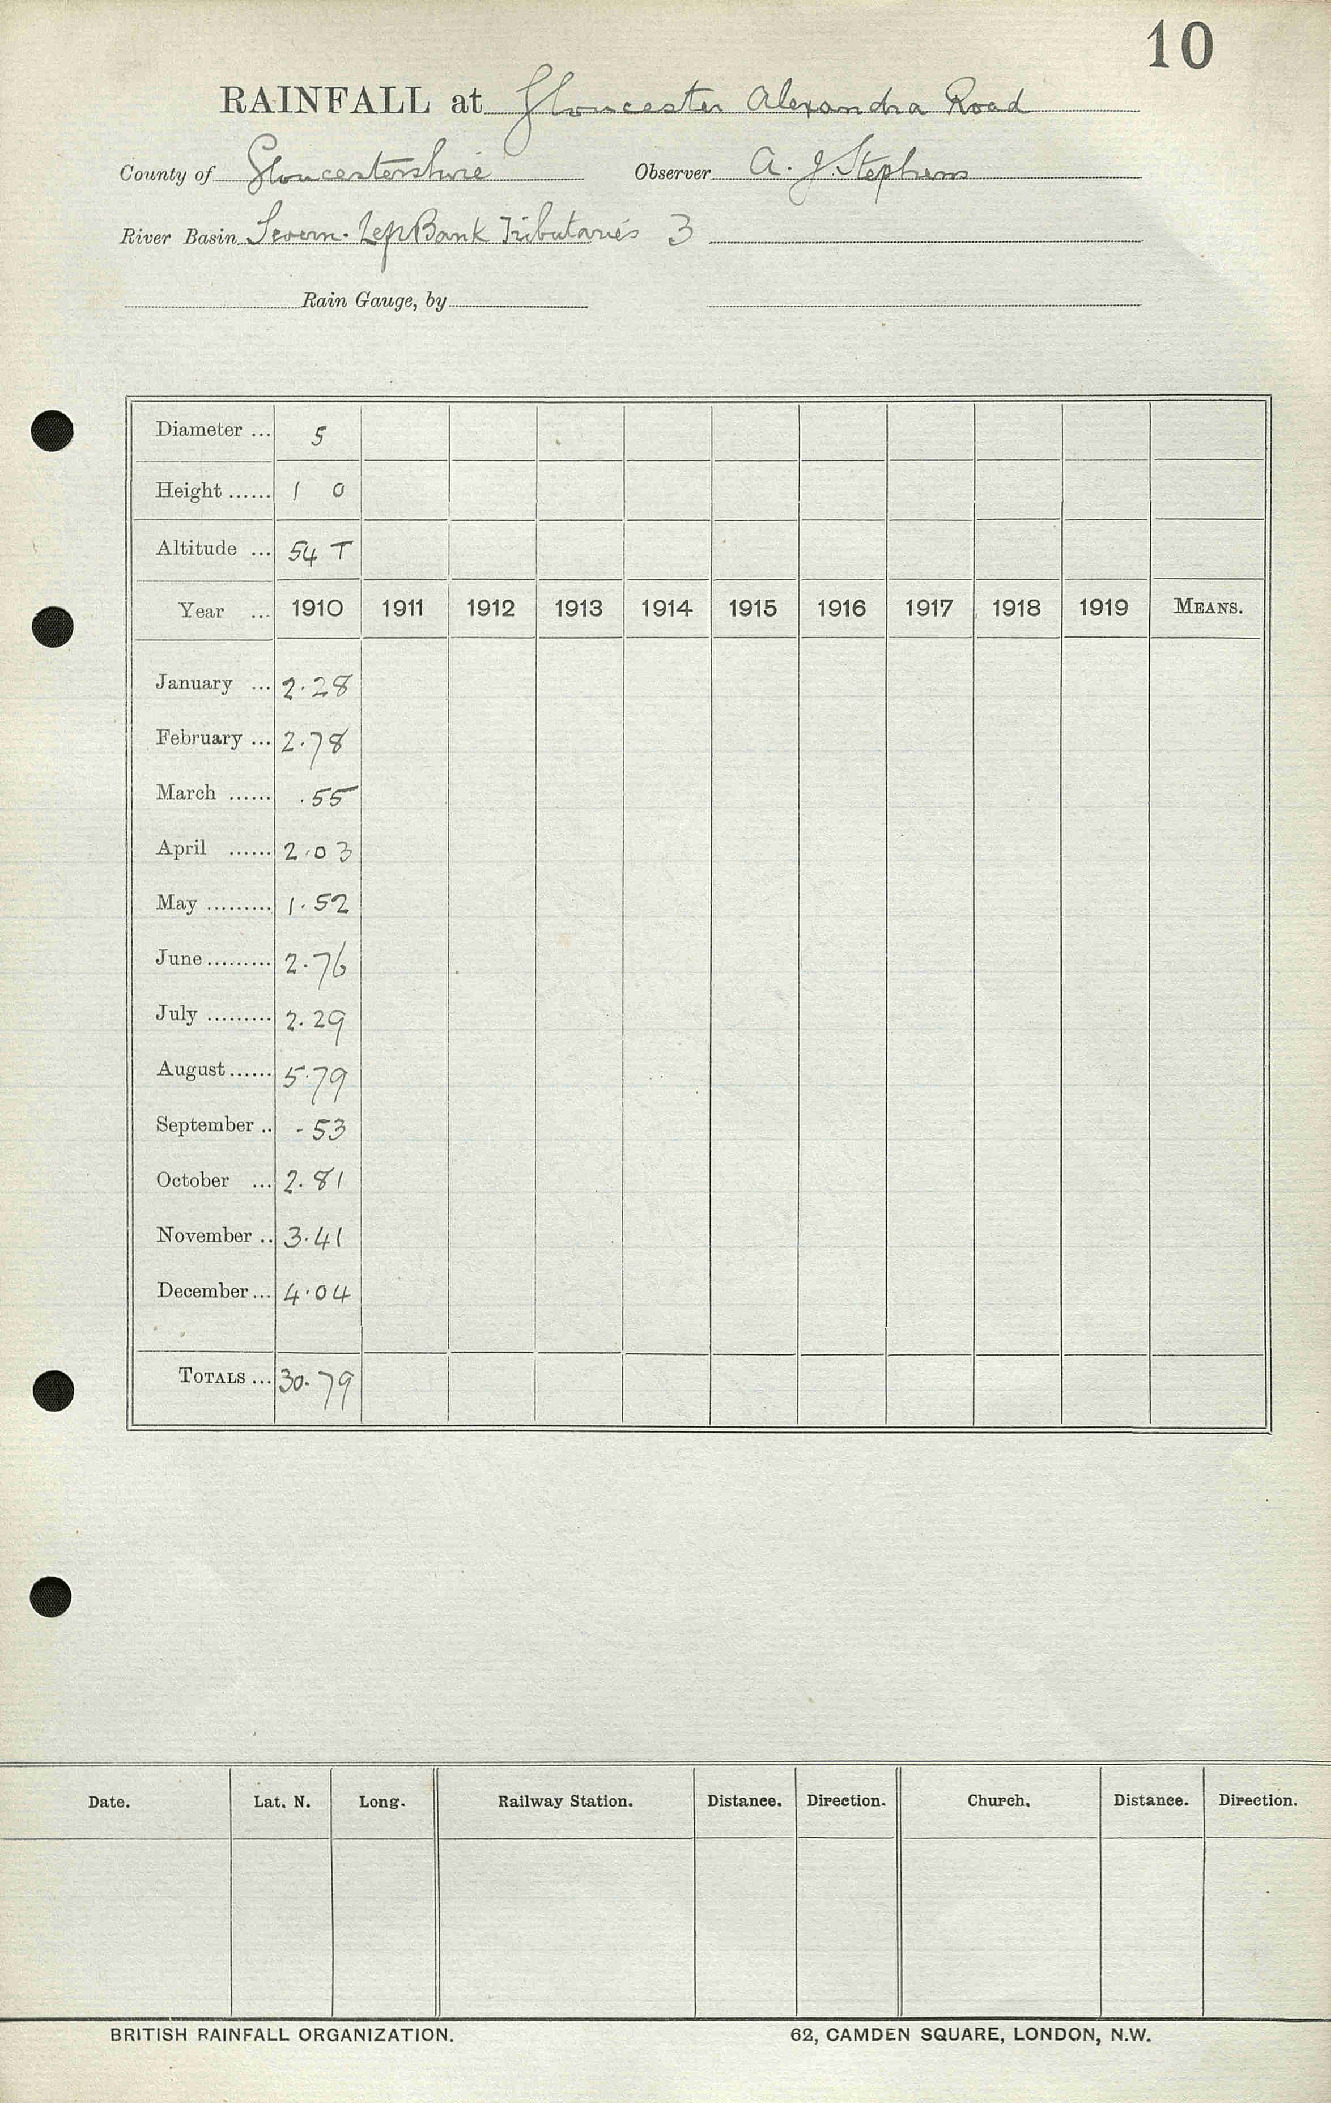 10
RAINFALL at Gloucester Alexandra Road
County of Gloucestershire Observer A. J. Stephens
River Basin Severn. Left Bank Tributaries 3
Rain Gauge, by
Diameter ... 5
Height ...... 1 0
Altitude ... 54 T
Year ... 1910 1911 1912 1913 1914 1915 1916 1917 1918 1919 MEANS.
January ... 2.28
February ... 2.78
March ...... .55
April ...... 2.03
May ......... 1.52
June ......... 2.76
July ......... 2.29
August ...... 5.79
September .. .53
October ... 2.81
November .. 3.41
December ... 4.04
TOTALS ... 30.79
Date. Lat. N. Long. Railway Station. Distance. Direction. Church. Distance. Direction.
BRITISH RAINFALL ORGANIZATION. 62, CAMDEN SQUARE, LONDON, N.W.